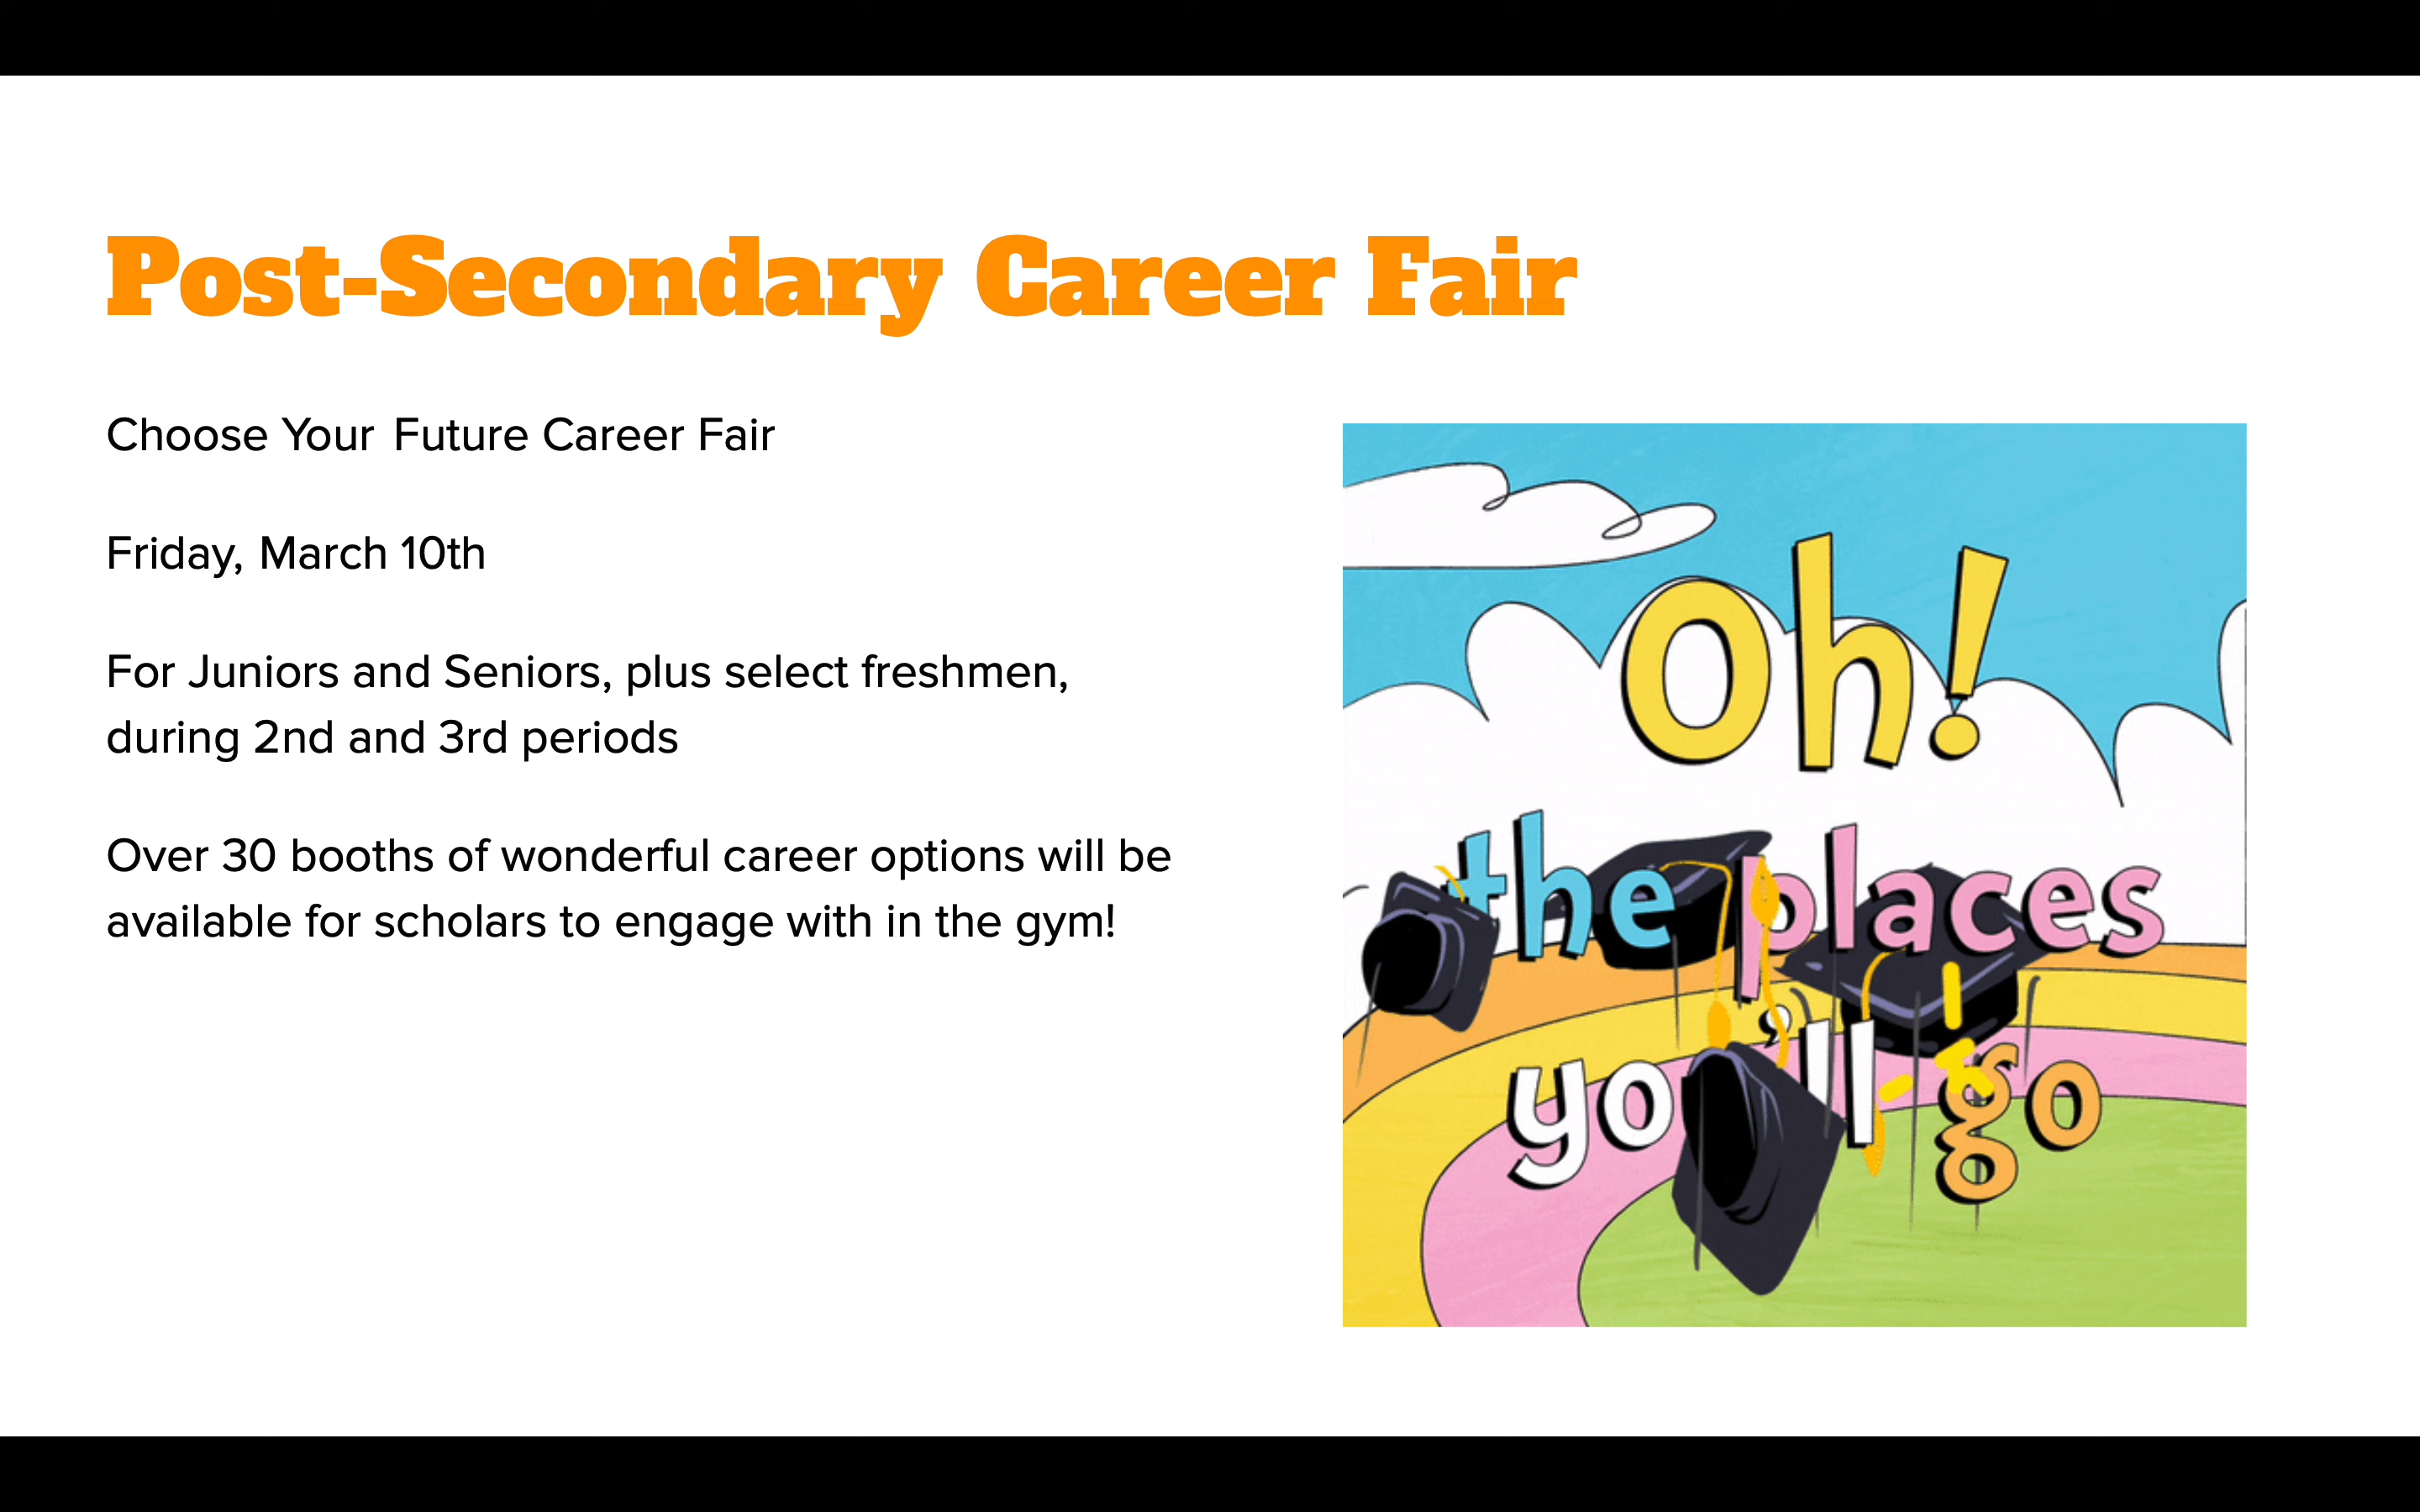 Post-Secondary Career Fair
Choose Your Future Career Fair
Friday, March 10th
For Juniors and Seniors, plus select freshmen,
during 2nd and 3rd periods
Over 30 booths of wonderful career options will be
available for scholars to engage with in the gym!
Oh!
the places
yo 'll go